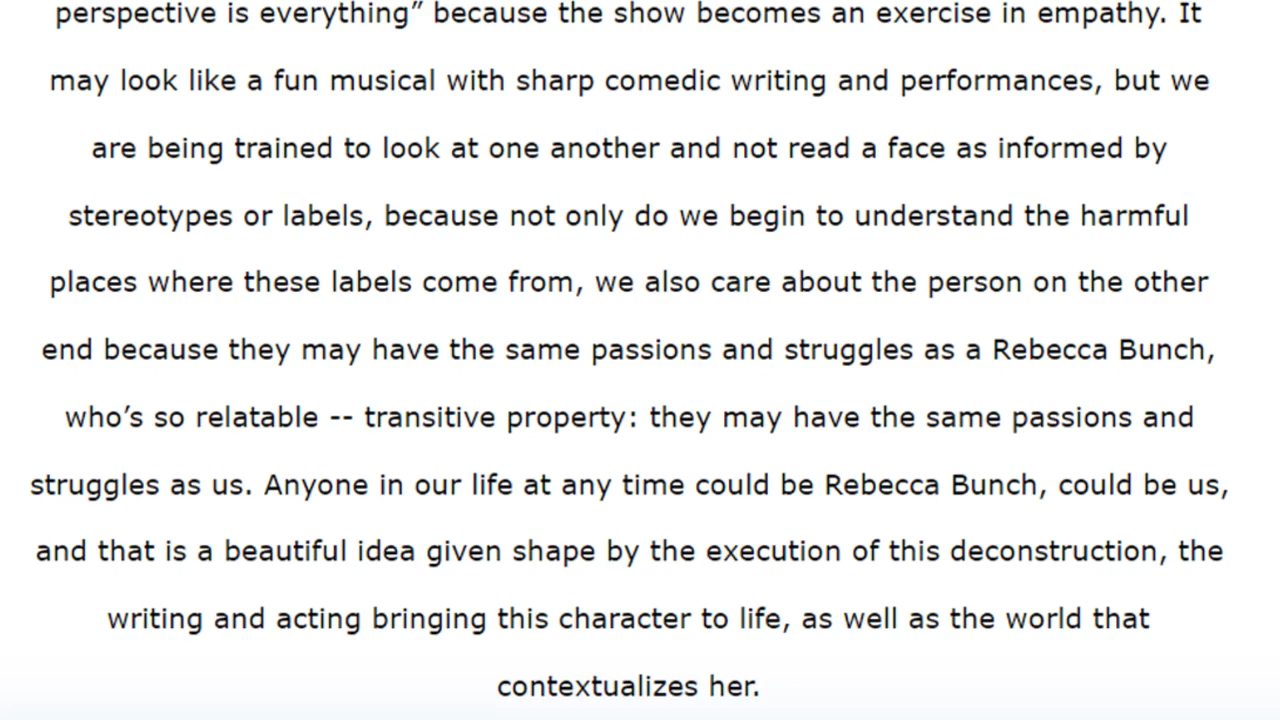 perspective is everything” because the show becomes an exercise in empathy. It
may look like a fun musical with sharp comedic writing and performances, but we
are being trained to look at one another and not read a face as informed by
stereotypes or labels, because not only do we begin to understand the harmful
places where these labels come from, we also care about the person on the other
end because they may have the same passions and struggles as a Rebecca Bunch,
who’s so relatable -- transitive property: they may have the same passions and
struggles as us. Anyone in our life at any time could be Rebecca Bunch, could be us,
and that is a beautiful idea given shape by the execution of this deconstruction, the
writing and acting bringing this character to life, as well as the world that
contextualizes her.